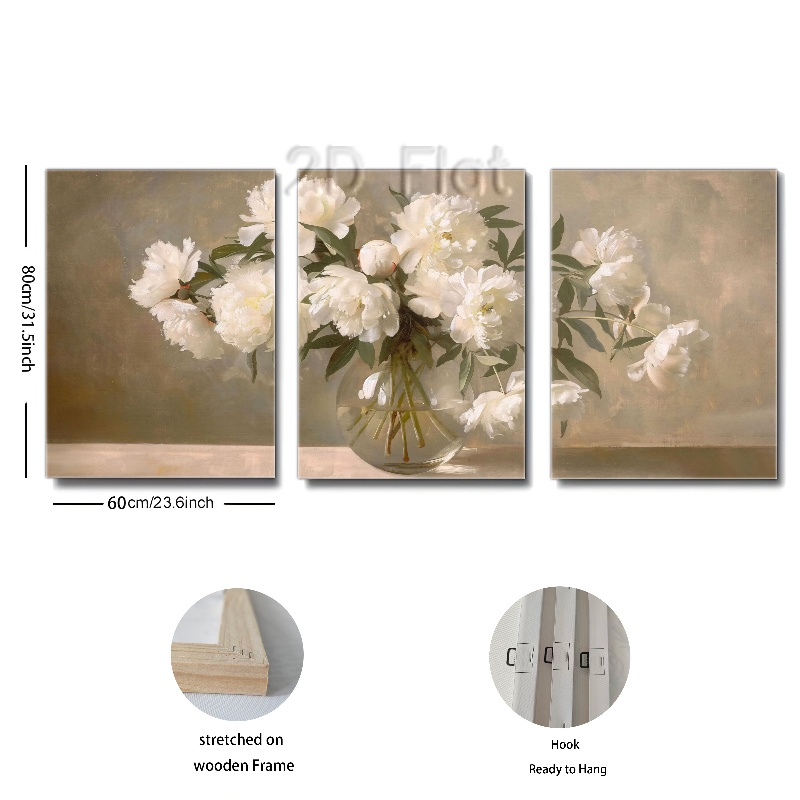 2D Flat
80cm/31.5inch
60cm/23.6inch
stretched on
wooden Frame
Hook
Ready to Hang